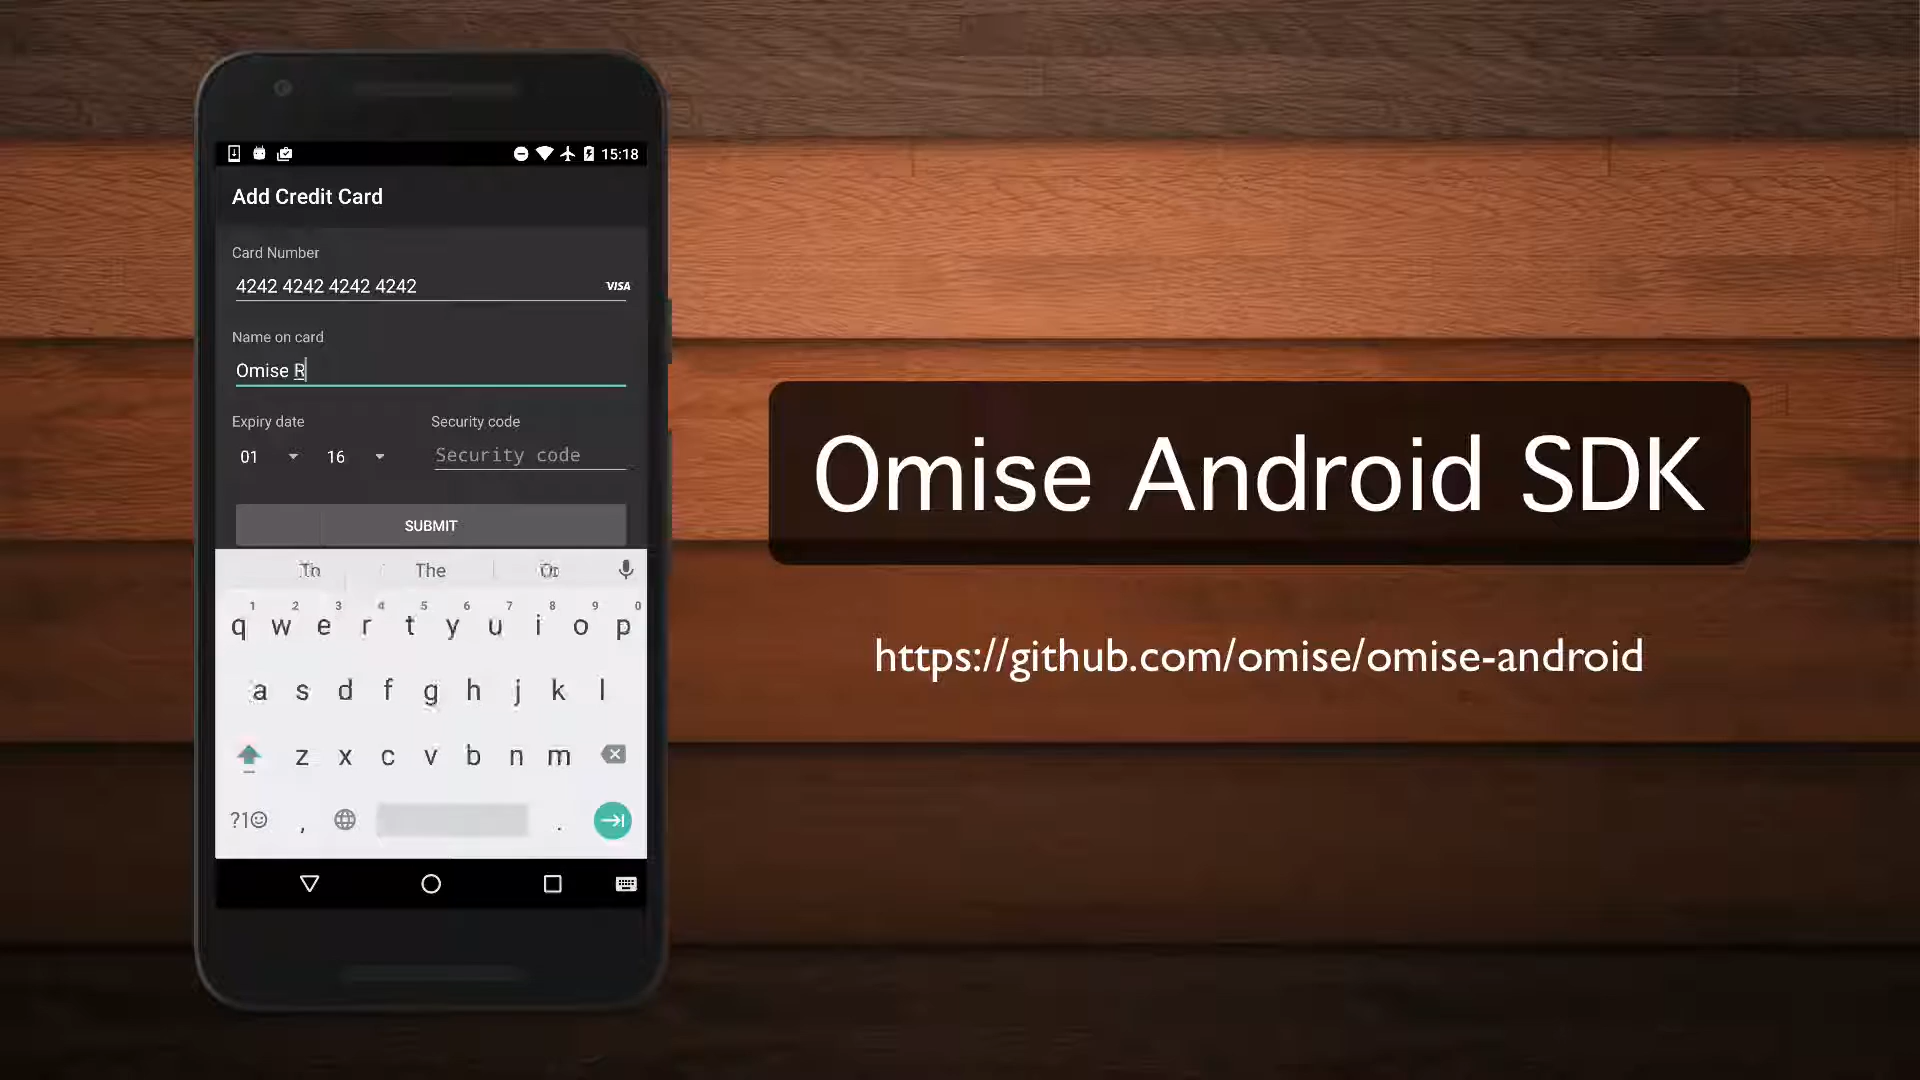 15:18
Add Credit Card
Card Number
4242 4242 4242 4242 VISA
Name on card
Omise R
Expiry date Security code
01 16 Security code
SUBMIT
The
1 2 3 4 5 6 7 8 9 0
q w e r t y u i o p
a s d f g h j k l
z x c v b n m
?1☺ , .
Omise Android SDK
https://github.com/omise/omise-android